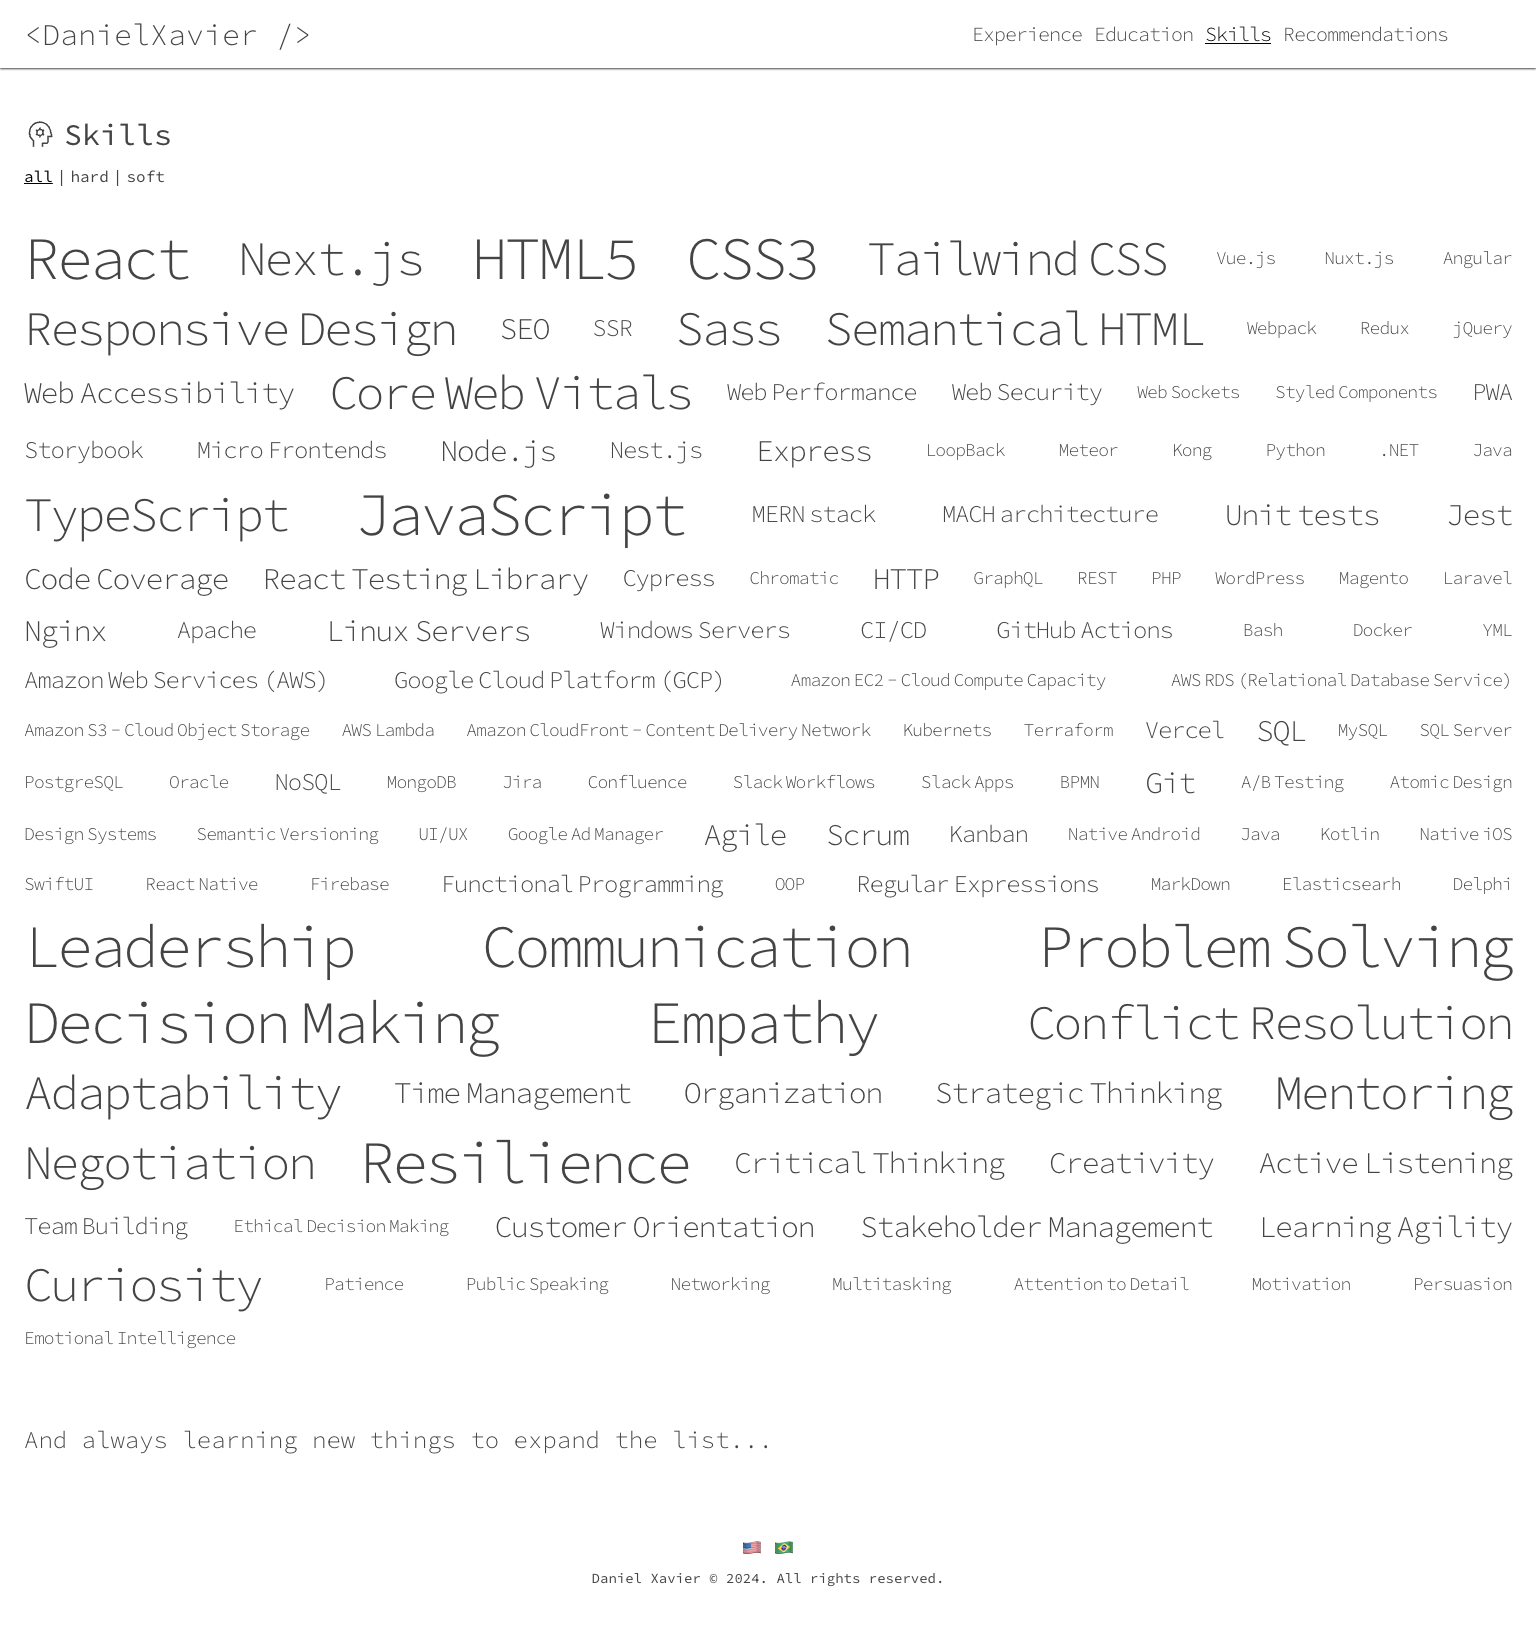 <DanielXavier />
Experience Education Skills Recommendations
Skills
all | hard | soft
React Next.js HTML5 CSS3 Tailwind CSS Vue.js Nuxt.js Angular
Responsive Design SEO SSR Sass Semantical HTML Webpack Redux jQuery
Web Accessibility Core Web Vitals Web Performance Web Security Web Sockets Styled Components PWA
Storybook Micro Frontends Node.js Nest.js Express LoopBack Meteor Kong Python .NET Java
TypeScript JavaScript MERN stack MACH architecture Unit tests Jest
Code Coverage React Testing Library Cypress Chromatic HTTP GraphQL REST PHP WordPress Magento Laravel
Nginx Apache Linux Servers Windows Servers CI/CD GitHub Actions Bash Docker YML
Amazon Web Services (AWS) Google Cloud Platform (GCP) Amazon EC2 - Cloud Compute Capacity AWS RDS (Relational Database Service)
Amazon S3 - Cloud Object Storage AWS Lambda Amazon CloudFront - Content Delivery Network Kubernets Terraform Vercel SQL MySQL SQL Server
PostgreSQL Oracle NoSQL MongoDB Jira Confluence Slack Workflows Slack Apps BPMN Git A/B Testing Atomic Design
Design Systems Semantic Versioning UI/UX Google Ad Manager Agile Scrum Kanban Native Android Java Kotlin Native iOS
SwiftUI React Native Firebase Functional Programming OOP Regular Expressions MarkDown Elasticsearh Delphi
Leadership Communication Problem Solving
Decision Making Empathy Conflict Resolution
Adaptability Time Management Organization Strategic Thinking Mentoring
Negotiation Resilience Critical Thinking Creativity Active Listening
Team Building Ethical Decision Making Customer Orientation Stakeholder Management Learning Agility
Curiosity Patience Public Speaking Networking Multitasking Attention to Detail Motivation Persuasion
Emotional Intelligence
And always learning new things to expand the list...
Daniel Xavier © 2024. All rights reserved.